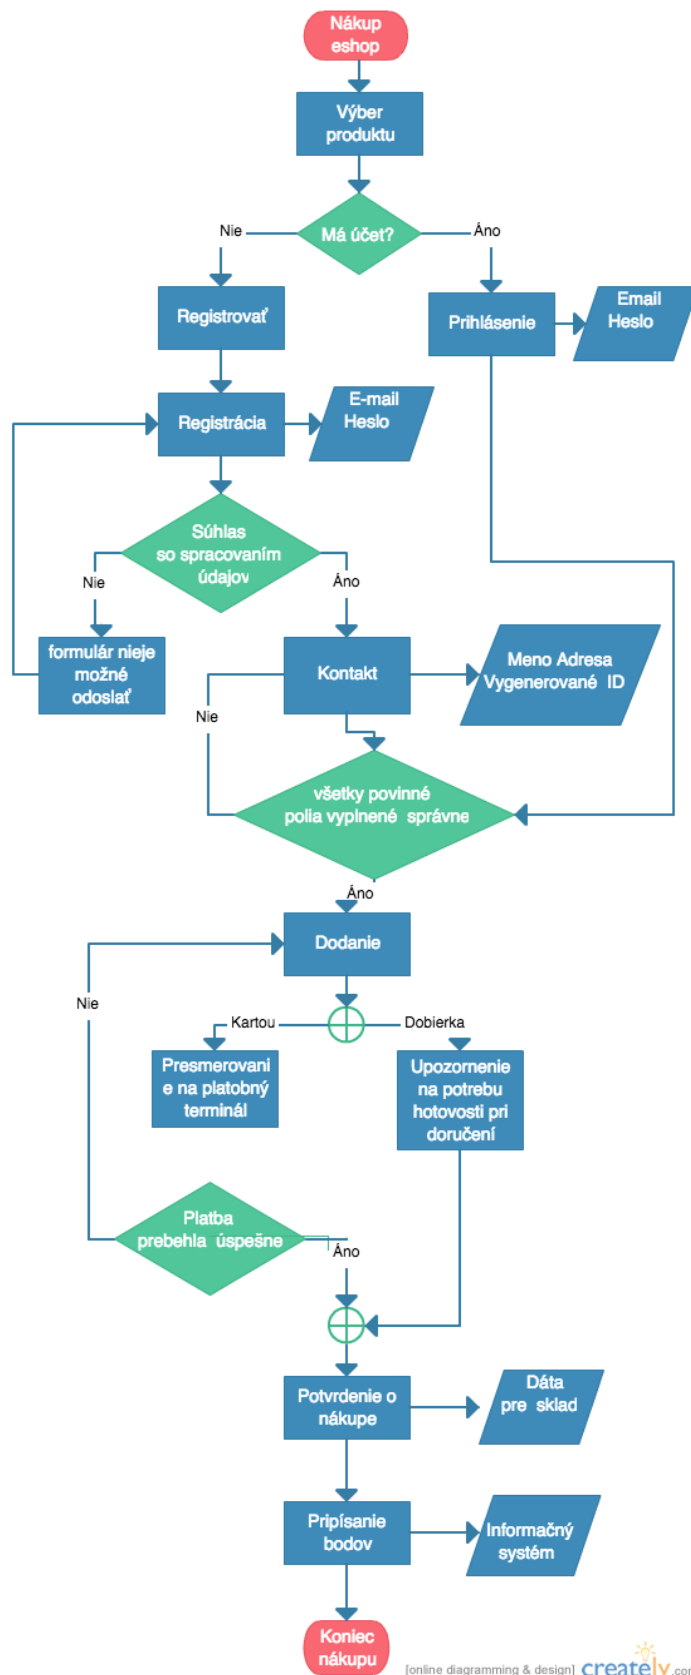 Nákup
eshop
Výber
produktu
Má účet?
Nie
Áno
Registrovať
Prihlásenie
Email
Heslo
Registrácia
E-mail
Heslo
Súhlas
so spracovaním
údajov
Nie
Áno
formulár nieje
možné
odoslať
Kontakt
Meno Adresa
Vygenerované ID
Nie
všetky povinné
polia vyplnené správne
Áno
Dodanie
Nie
Kartou
Dobierka
Presmerovani
e na platobný
terminál
Upozornenie
na potrebu
hotovosti pri
doručení
Platba
prebehla úspešne
Áno
Potvrdenie o
nákupe
Dáta
pre sklad
Pripísanie
bodov
Informačný
systém
Koniec
nákupu
[online diagramming & design] creately.com